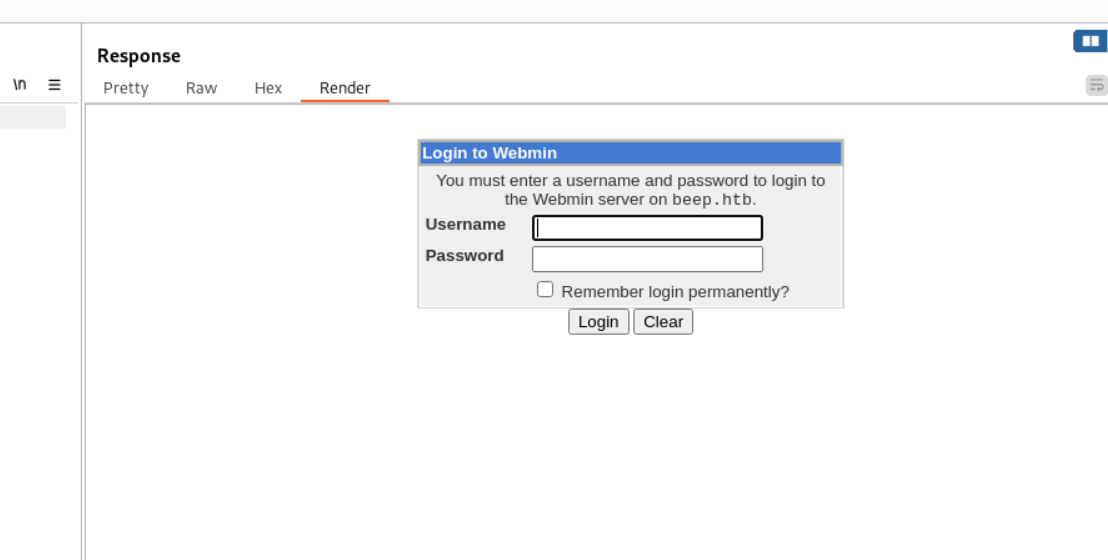 Response
\n
Pretty Raw Hex Render
Login to Webmin
You must enter a username and password to login to
the Webmin server on beep.htb.
Username
Password
Remember login permanently?
Login Clear